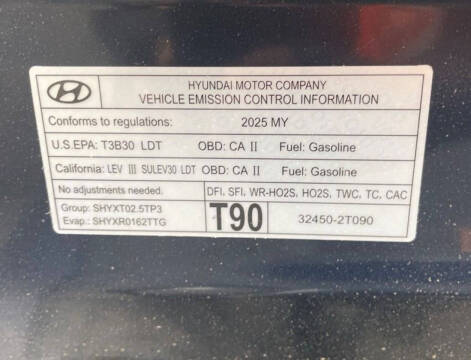 HYUNDAI MOTOR COMPANY
VEHICLE EMISSION CONTROL INFORMATION
Conforms to regulations: 2025 MY
U.S.EPA: T3B30 LDT OBD: CA II Fuel: Gasoline
California: LEV III SULEV30 LDT OBD: CA II Fuel: Gasoline
No adjustments needed. DFI, SFI, WR-HO2S, HO2S, TWC, TC, CAC
Group: SHYXT02.5TP3
Evap.: SHYXR0162TTG
T90 32450-2T090